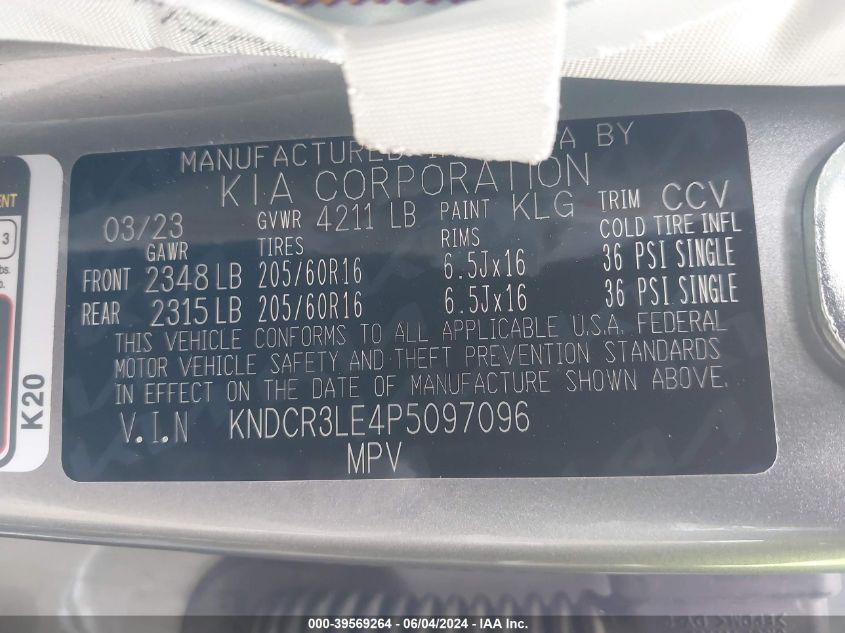 MANUFACTURED A BY
KIA CORPORATION
03/23 GVWR 4211 LB PAINT KLG TRIM CCV
GAWR TIRES RIMS COLD TIRE INFL
FRONT 2348 LB 205/60R16 6.5Jx16 36 PSI SINGLE
REAR 2315 LB 205/60R16 6.5Jx16 36 PSI SINGLE
THIS VEHICLE CONFORMS TO ALL APPLICABLE U.S.A. FEDERAL
MOTOR VEHICLE SAFETY AND THEFT PREVENTION STANDARDS
IN EFFECT ON THE DATE OF MANUFACTURE SHOWN ABOVE.
V.I.N KNDCR3LE4P5097096
MPV
K20
000-39569264 - 06/04/2024 - IAA Inc.